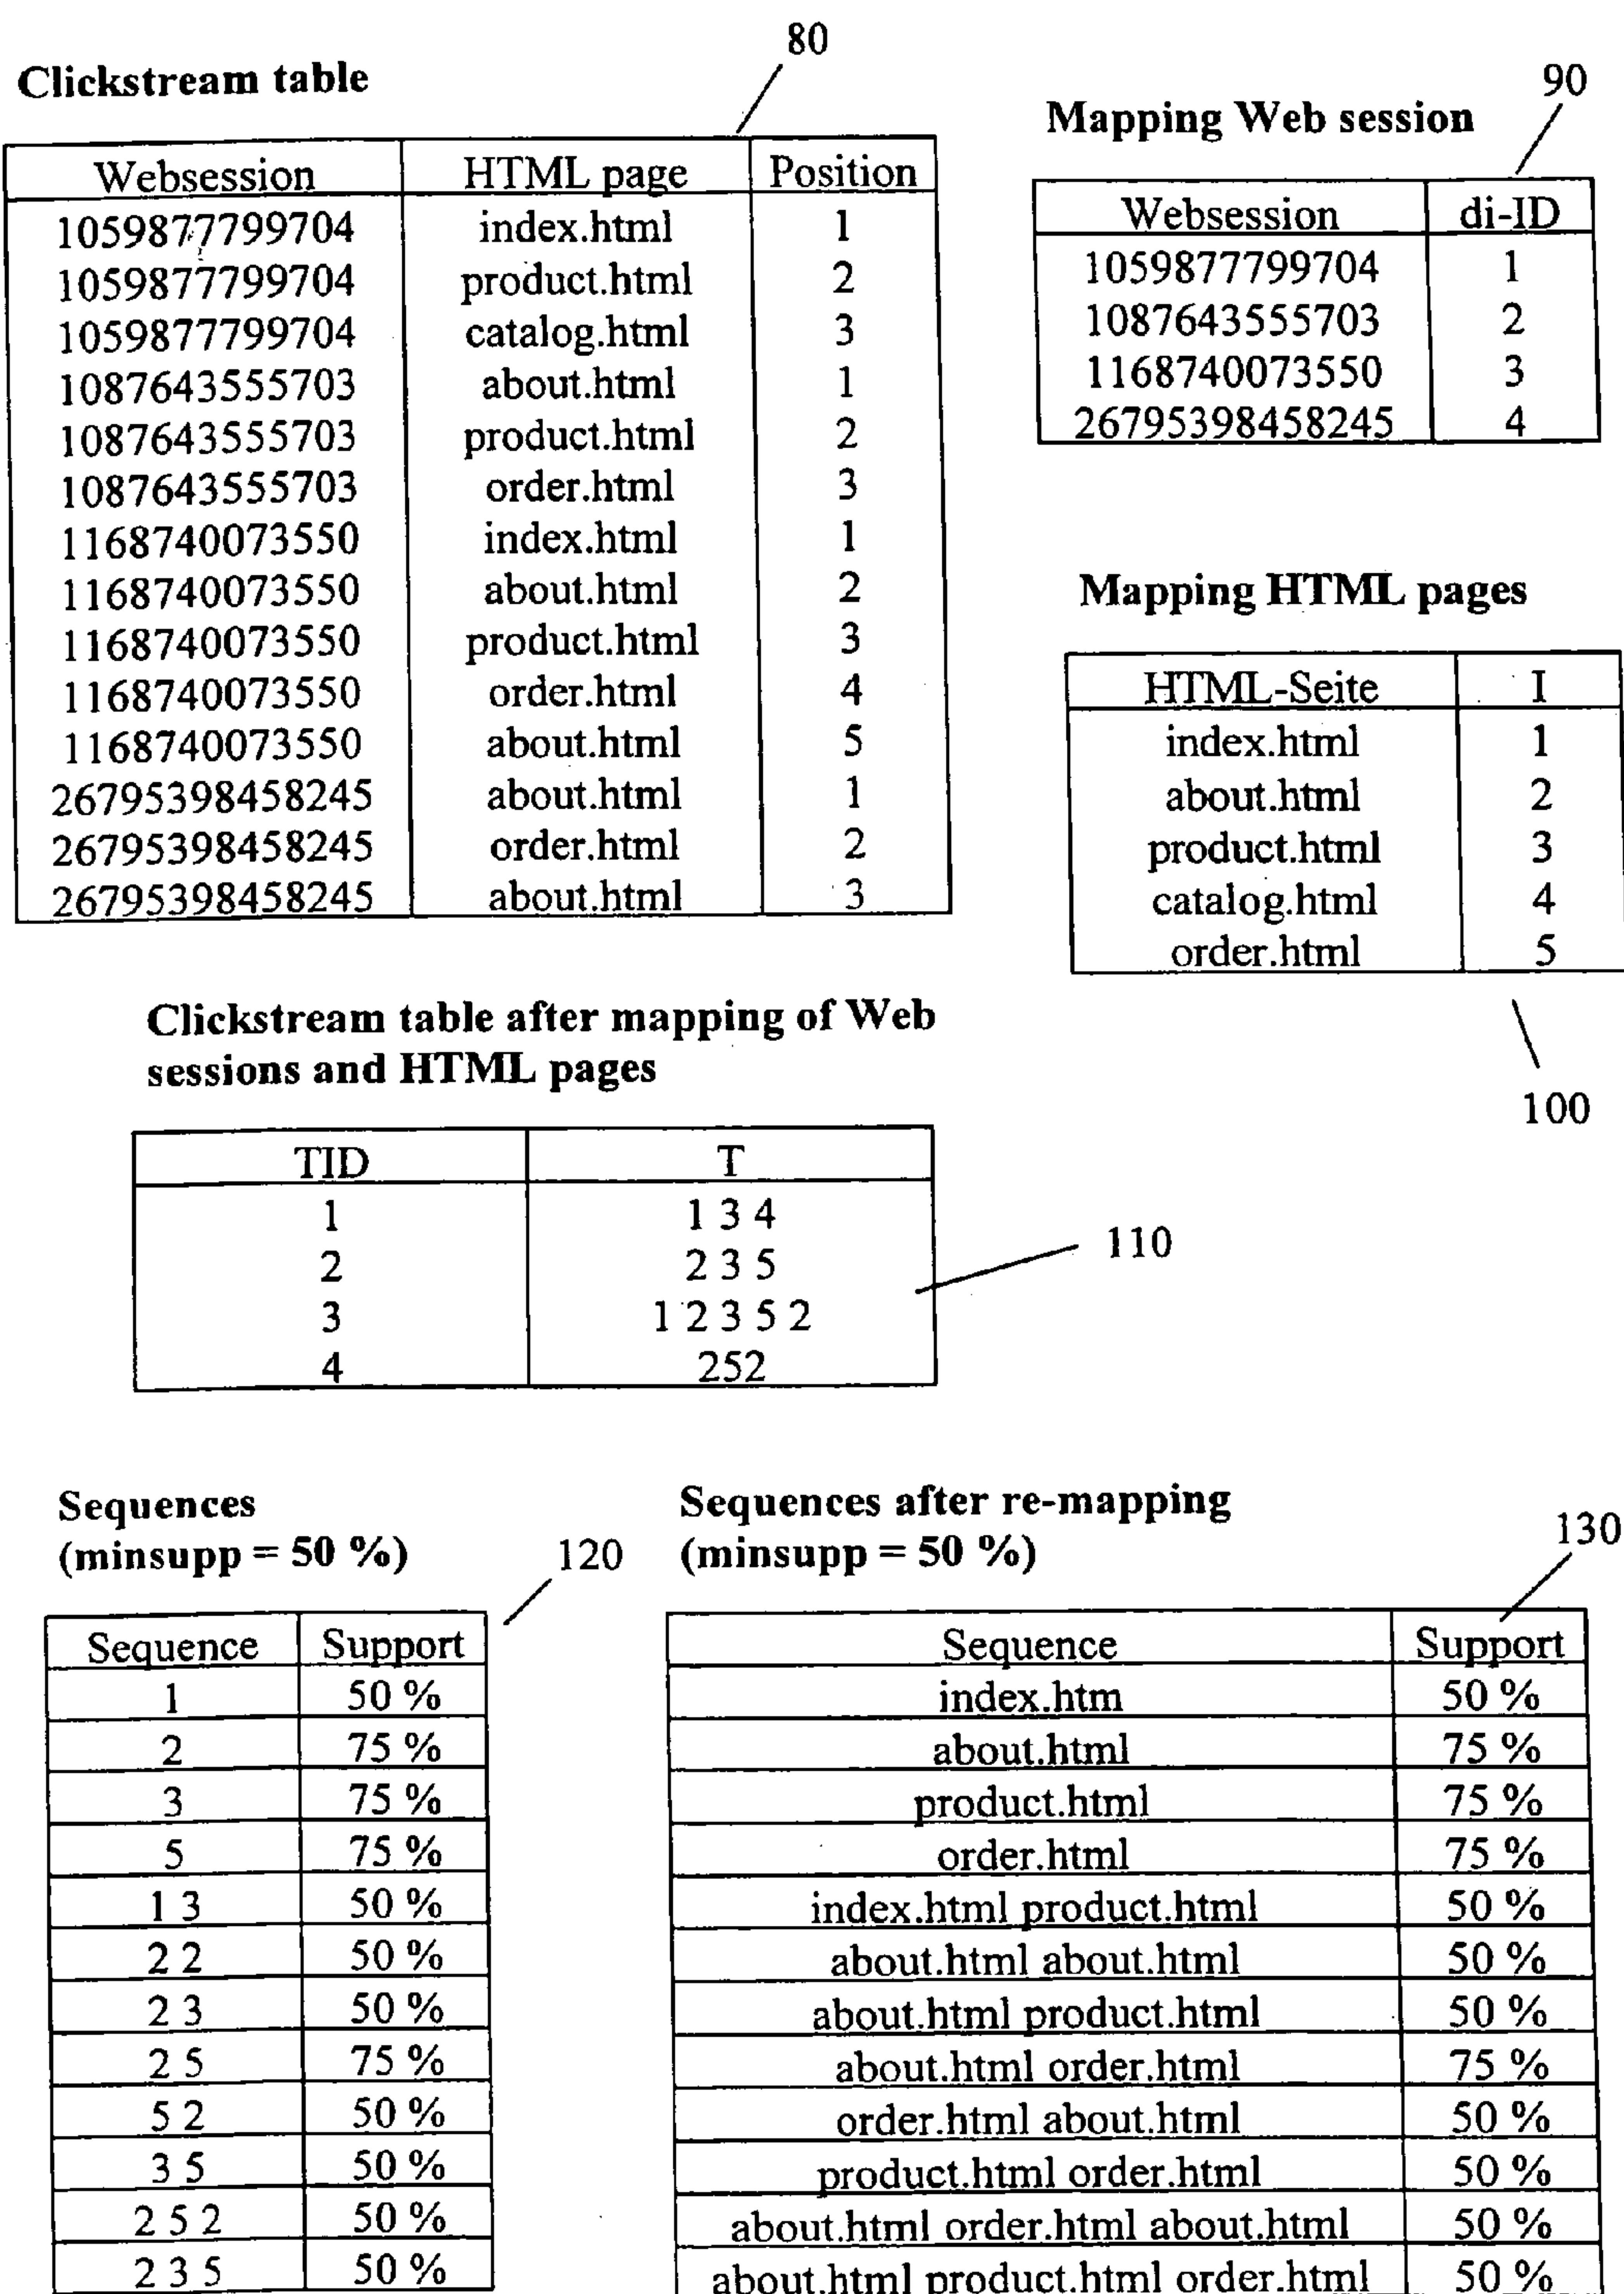 80
Clickstream table
Websession HTML page Position
1059877799704 index.html 1
1059877799704 product.html 2
1059877799704 catalog.html 3
1087643555703 about.html 1
1087643555703 product.html 2
1087643555703 order.html 3
1168740073550 index.html 1
1168740073550 about.html 2
1168740073550 product.html 3
1168740073550 order.html 4
1168740073550 about.html 5
26795398458245 about.html 1
26795398458245 order.html 2
26795398458245 about.html 3
90
Mapping Web session
Websession di-ID
1059877799704 1
1087643555703 2
1168740073550 3
26795398458245 4
Mapping HTML pages
HTML-Seite I
index.html 1
about.html 2
product.html 3
catalog.html 4
order.html 5
100
Clickstream table after mapping of Web
sessions and HTML pages
TID T
1 1 3 4
2 2 3 5
3 1 2 3 5 2
4 252
110
Sequences
(minsupp = 50 %)
120
Sequence Support
1 50 %
2 75 %
3 75 %
5 75 %
1 3 50 %
2 2 50 %
2 3 50 %
2 5 75 %
5 2 50 %
3 5 50 %
2 5 2 50 %
2 3 5 50 %
Sequences after re-mapping
(minsupp = 50 %)
130
Sequence Support
index.htm 50 %
about.html 75 %
product.html 75 %
order.html 75 %
index.html product.html 50 %
about.html about.html 50 %
about.html product.html 50 %
about.html order.html 75 %
order.html about.html 50 %
product.html order.html 50 %
about.html order.html about.html 50 %
about.html product.html order.html 50 %